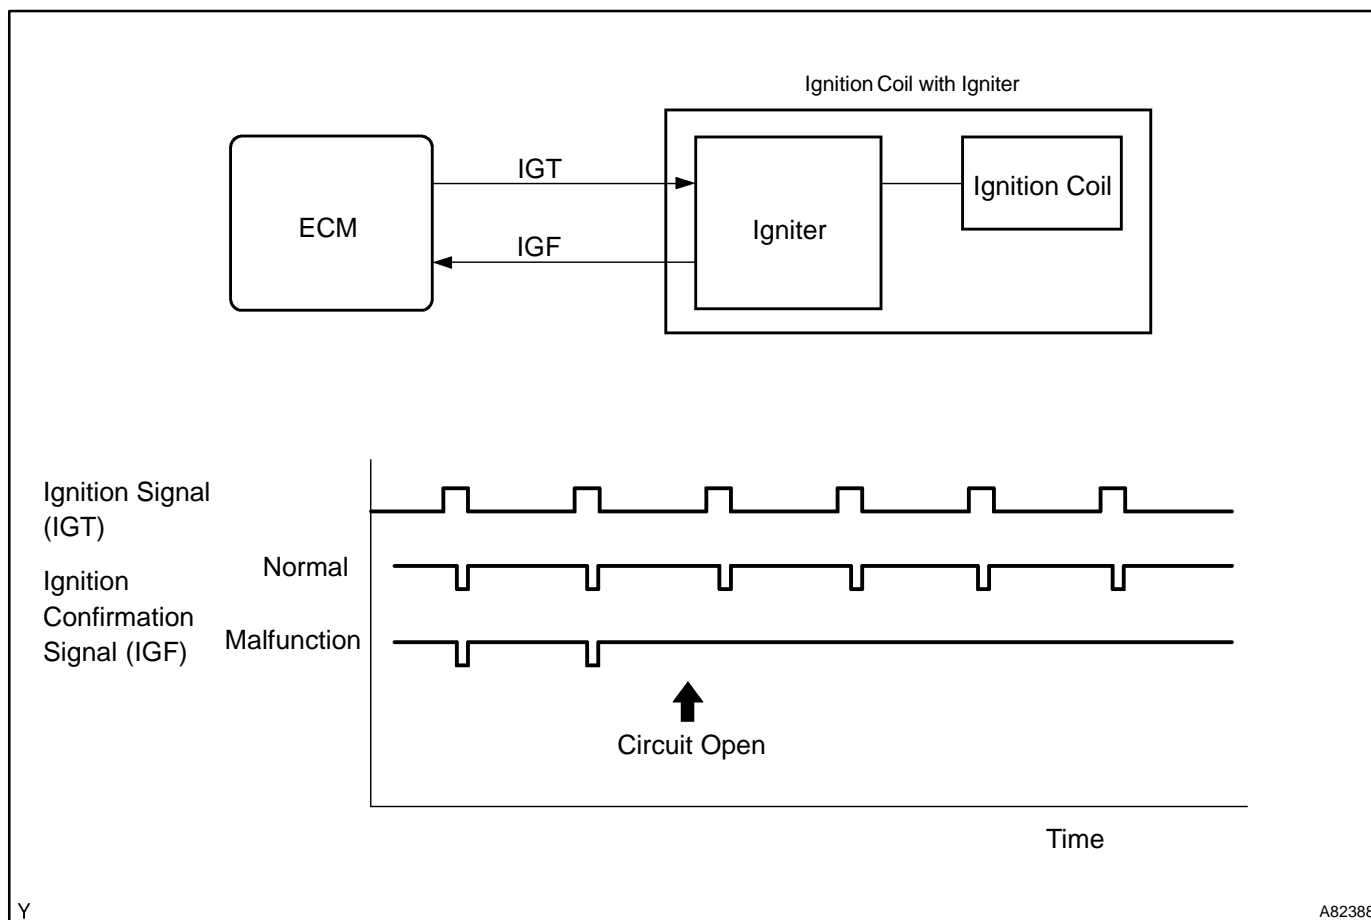 Ignition Coil with Igniter
ECM
IGT
IGF
Igniter
Ignition Coil
Ignition Signal
(IGT)
Normal
Ignition
Confirmation
Signal (IGF)
Malfunction
Circuit Open
Time
Y
A82388